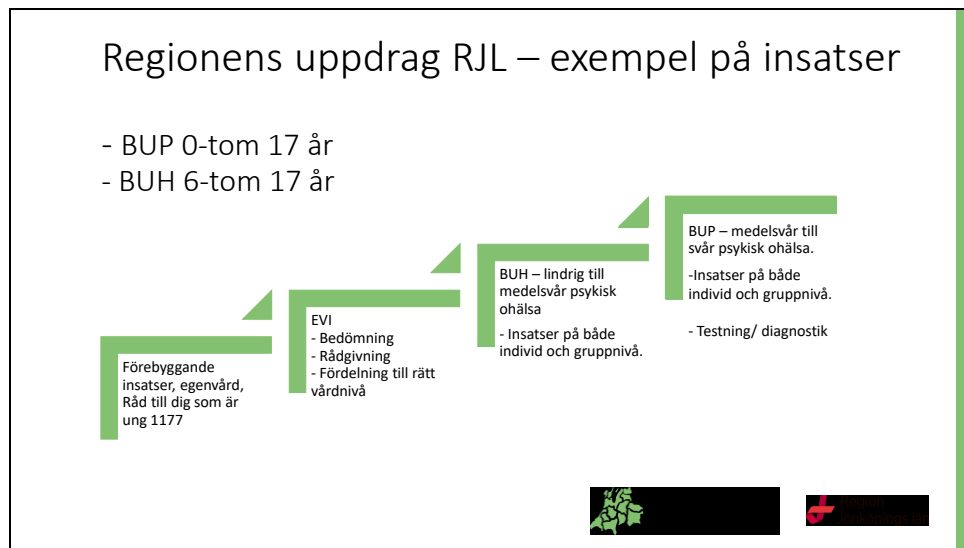 Regionens uppdrag RJL – exempel på insatser
- BUP 0-tom 17 år
- BUH 6-tom 17 år
Förebyggande
insatser, egenvård,
Råd till dig som är
ung 1177
EVI
- Bedömning
- Rådgivning
- Fördelning till rätt
vårdnivå
BUH – lindrig till
medelsvår psykisk
ohälsa
- Insatser på både
individ och gruppnivå.
BUP – medelsvår till
svår psykisk ohälsa.
-Insatser på både
individ och gruppnivå.
- Testning/ diagnostik
Region
Jönköpings län